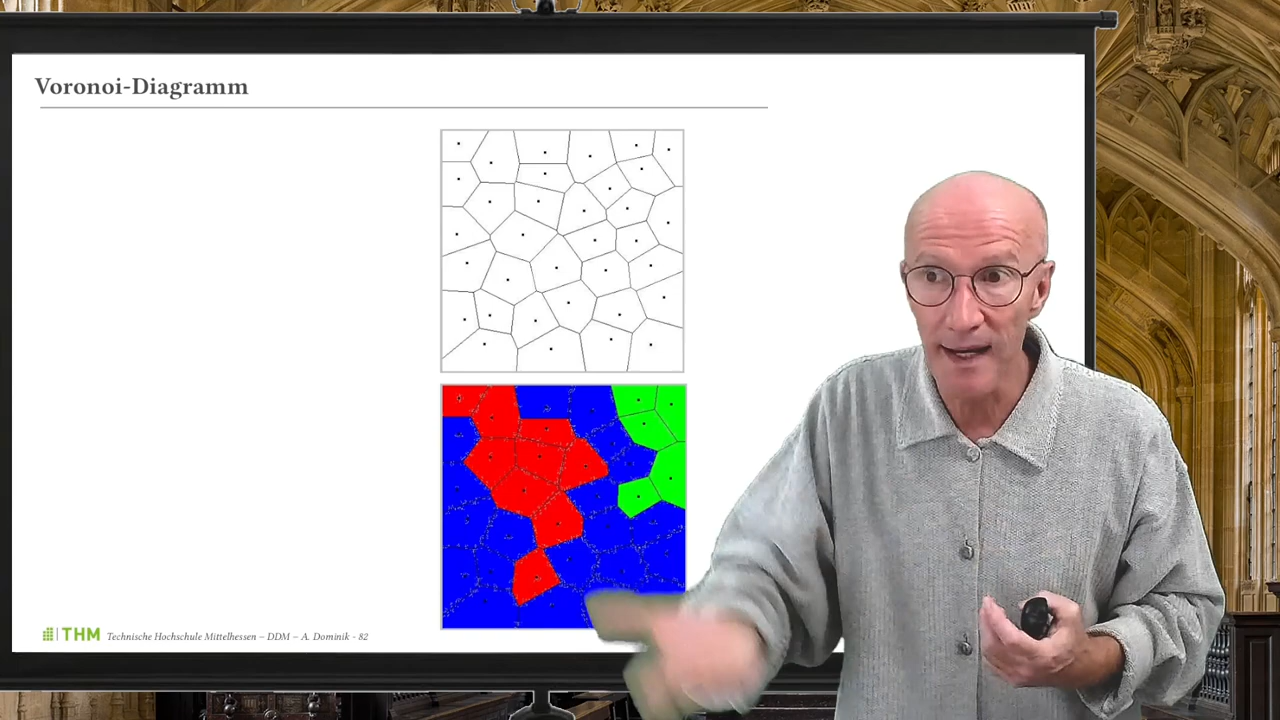 Voronoi-Diagramm
THM Technische Hochschule Mittelhessen – DDM – A. Dominik - 82